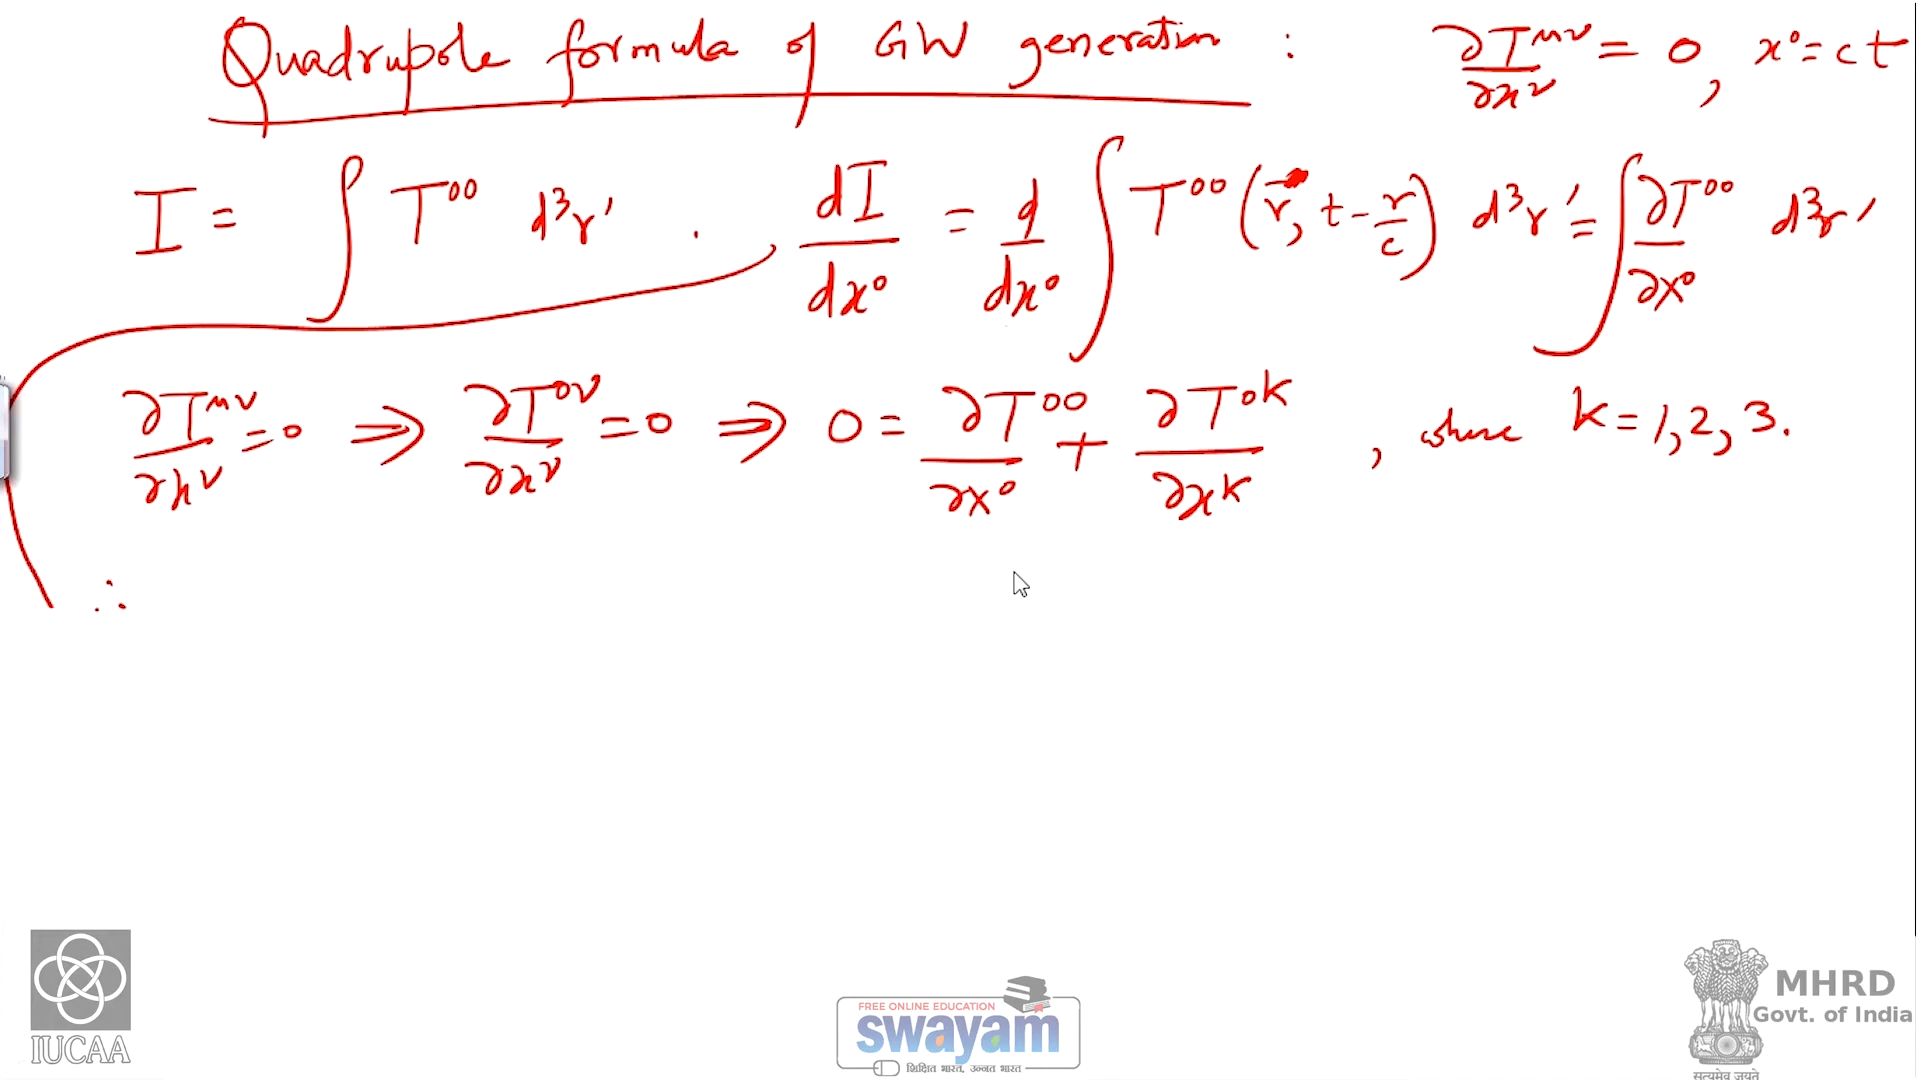 Quadrupole formula of GW generation : ∂T^μν/∂x^ν = 0, x⁰ = ct
I = ∫ T⁰⁰ d³r′ . dI/dx⁰ = d/dx⁰ ∫ T⁰⁰ (r⃗, t - r/c) d³r′ = ∫ ∂T⁰⁰/∂x⁰ d³r′
∂T^μν/∂x^ν = 0 ⇒ ∂T^0ν/∂x^ν = 0 ⇒ 0 = ∂T⁰⁰/∂x⁰ + ∂T^0k/∂x^k , where k = 1, 2, 3.
∴
IUCAA
FREE ONLINE EDUCATION
swayam
शिक्षित भारत, उन्नत भारत
MHRD
Govt. of India
सत्यमेव जयते